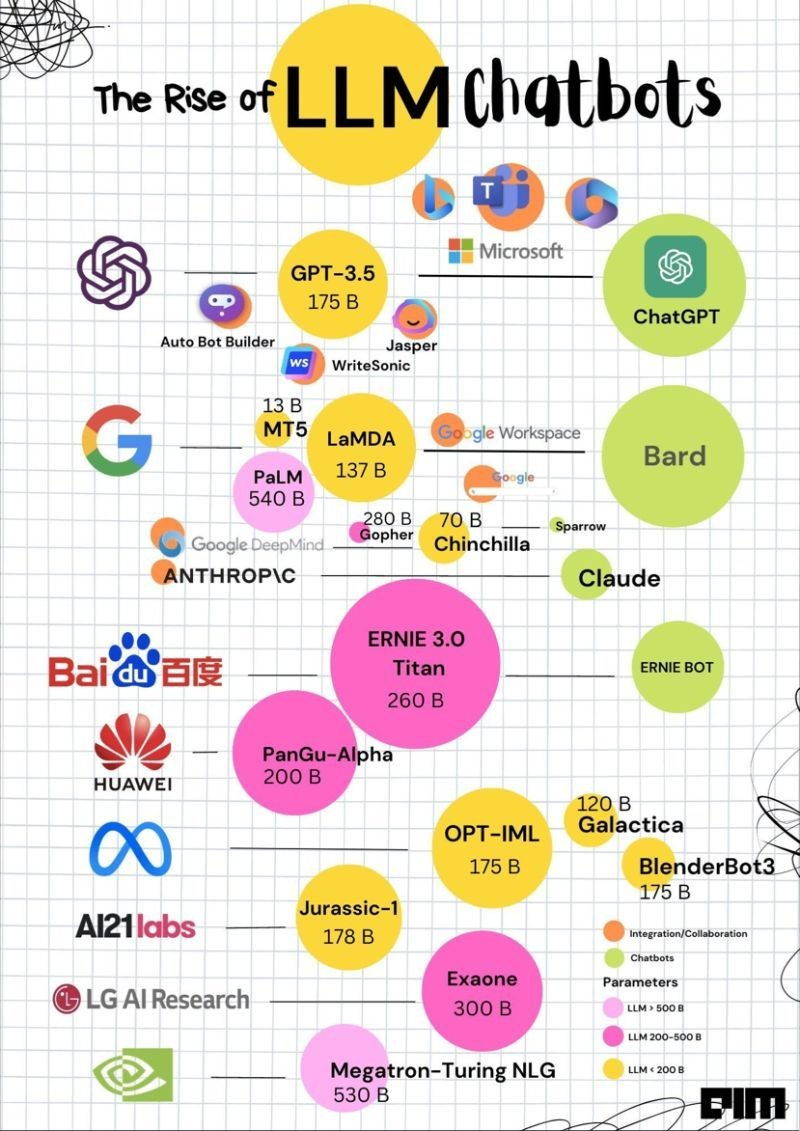 The Rise of LLM Chatbots
T
Microsoft
GPT-3.5
175 B
ChatGPT
Auto Bot Builder
Jasper
WS
WriteSonic
13 B
MT5
LaMDA
137 B
Google Workspace
Bard
PaLM
540 B
Google
280 B
Gopher
70 B
Chinchilla
Sparrow
Google DeepMind
ANTHROP\C
Claude
ERNIE 3.0
Titan
260 B
Bai du 百度
ERNIE BOT
PanGu-Alpha
200 B
HUAWEI
OPT-IML
175 B
120 B
Galactica
BlenderBot3
175 B
AI21labs
Jurassic-1
178 B
Integration/Collaboration
Chatbots
Parameters
LLM > 500 B
LLM 200-500 B
LLM < 200 B
LG AI Research
Exaone
300 B
Megatron-Turing NLG
530 B
AIM